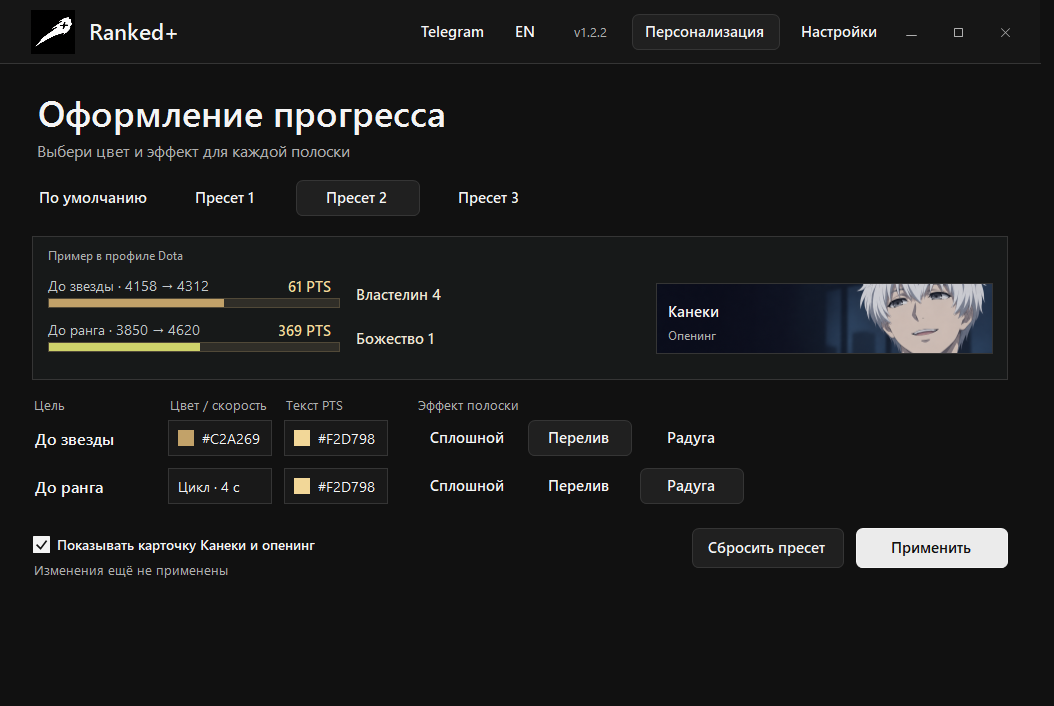 Ranked+
Telegram EN v1.2.2 Персонализация Настройки
Оформление прогресса
Выбери цвет и эффект для каждой полоски
По умолчанию Пресет 1 Пресет 2 Пресет 3
Пример в профиле Dota
До звезды · 4158 → 4312 61 PTS
Властелин 4
До ранга · 3850 → 4620 369 PTS
Божество 1
Канеки
Опенинг
Цель Цвет / скорость Текст PTS Эффект полоски
До звезды #C2A269 #F2D798 Сплошной Перелив Радуга
До ранга Цикл · 4 с #F2D798 Сплошной Перелив Радуга
Показывать карточку Канеки и опенинг
Изменения ещё не применены
Сбросить пресет Применить